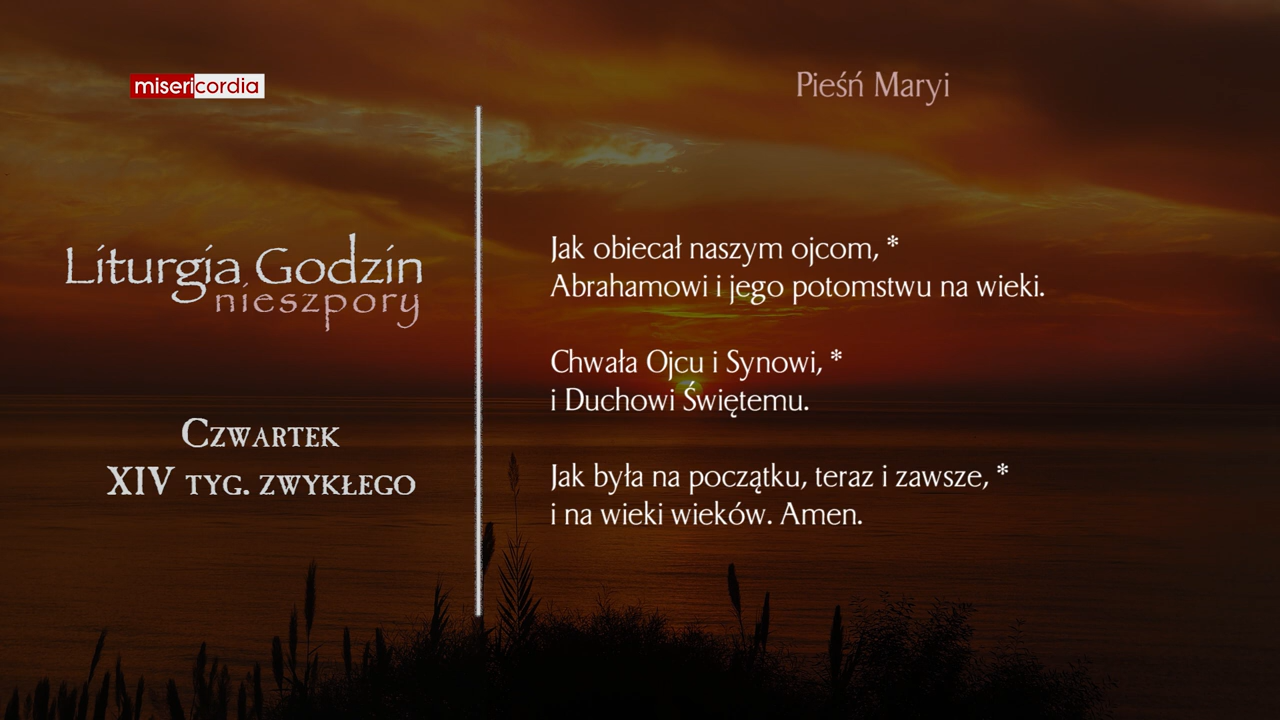 misericordia
Liturgia Godzin
nieszpory
Czwartek
XIV tyg. zwykłego
Pieśń Maryi
Jak obiecał naszym ojcom, *
Abrahamowi i jego potomstwu na wieki.
Chwała Ojcu i Synowi, *
i Duchowi Świętemu.
Jak była na początku, teraz i zawsze, *
i na wieki wieków. Amen.